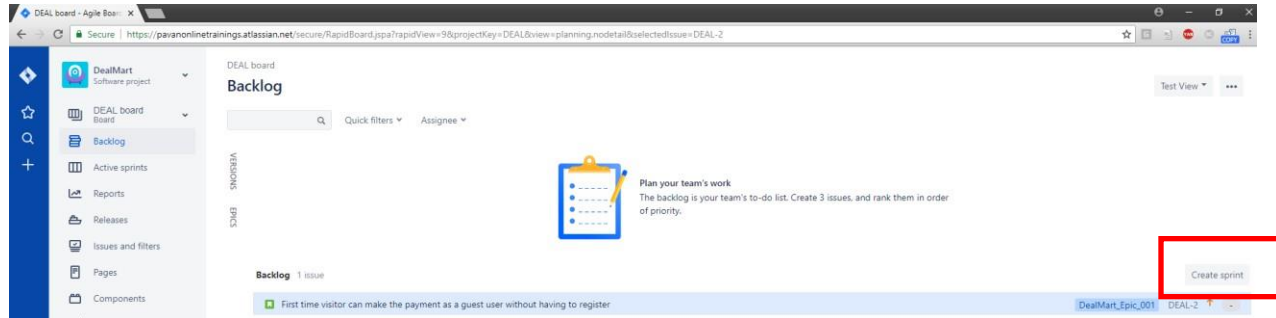 DEAL board - Agile Boar
Secure | https://pavanonlinetrainings.atlassian.net/secure/RapidBoard.jspa?rapidView=9&projectKey=DEAL&view=planning.nodetail&selectedIssue=DEAL-2
COPY
DealMart
Software project
DEAL board
Board
Backlog
Active sprints
Reports
Releases
Issues and filters
Pages
Components
DEAL board
Backlog
Test View
Quick filters
Assignee
VERSIONS
EPICS
Plan your team's work
The backlog is your team's to-do list. Create 3 issues, and rank them in order
of priority.
Backlog 1 issue
Create sprint
First time visitor can make the payment as a guest user without having to register
DealMart_Epic_001 DEAL-2 -